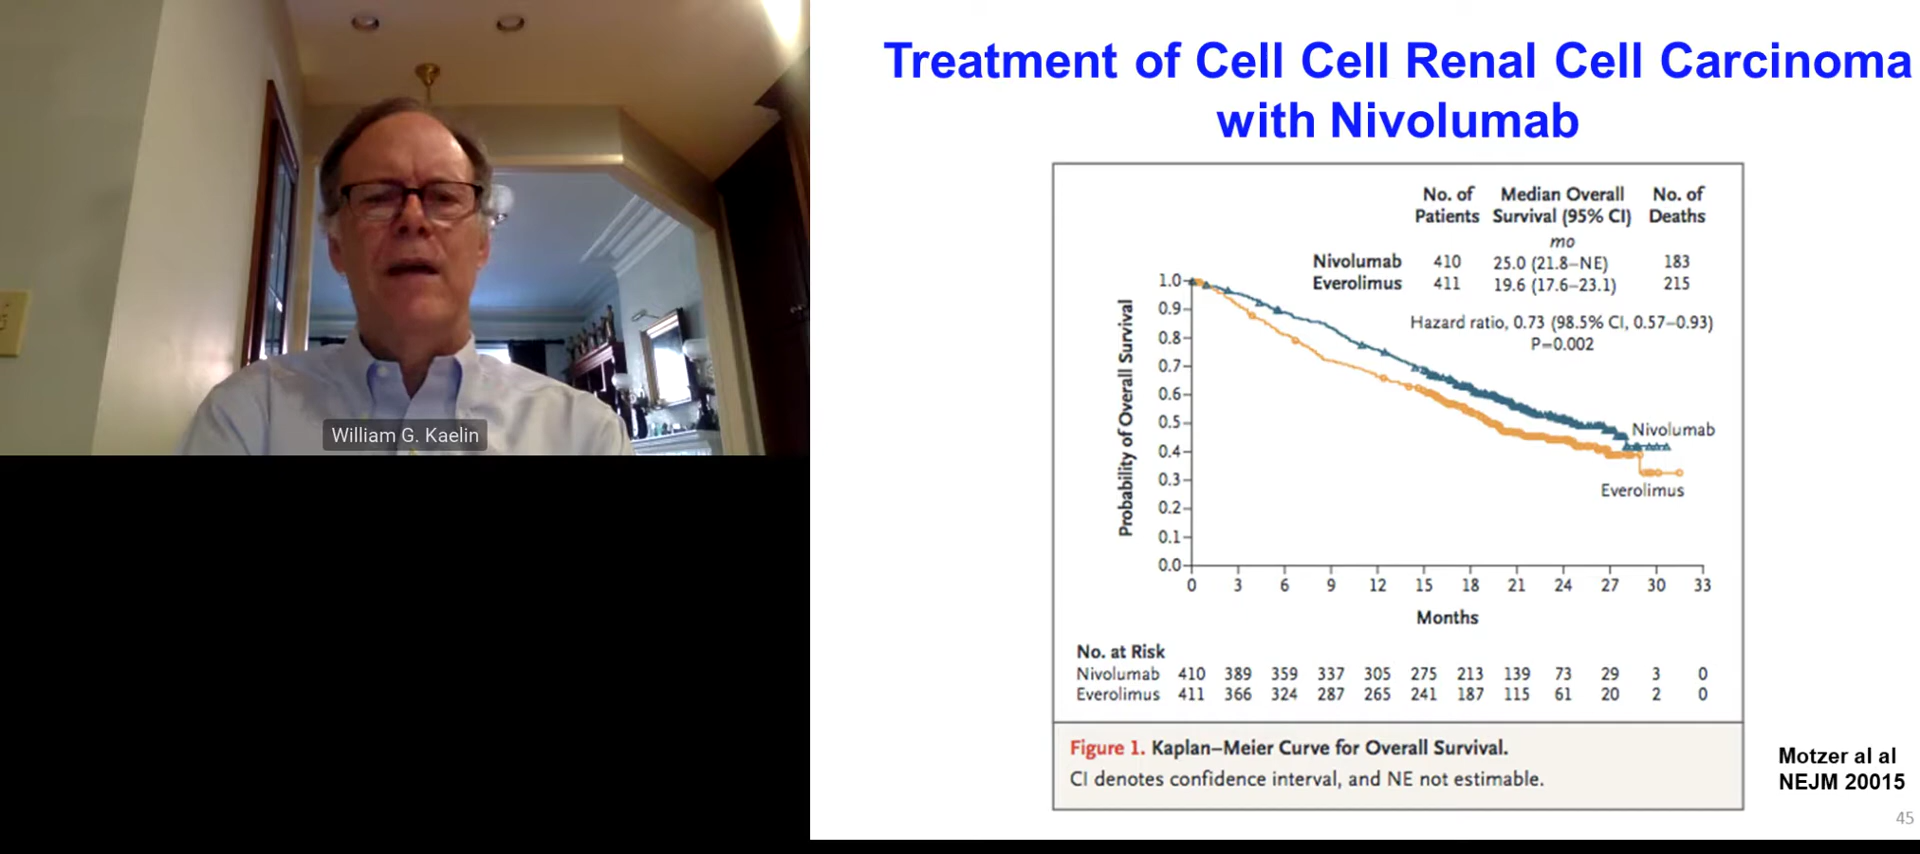 Treatment of Cell Cell Renal Cell Carcinoma
with Nivolumab
No. of Median Overall No. of
Patients Survival (95% CI) Deaths
mo
Nivolumab 410 25.0 (21.8–NE) 183
Everolimus 411 19.6 (17.6–23.1) 215
Hazard ratio, 0.73 (98.5% CI, 0.57–0.93)
P=0.002
Probability of Overall Survival
1.0
0.9
0.8
0.7
0.6
0.5
0.4
0.3
0.2
0.1
0.0
Nivolumab
Everolimus
0 3 6 9 12 15 18 21 24 27 30 33
Months
No. at Risk
Nivolumab 410 389 359 337 305 275 213 139 73 29 3 0
Everolimus 411 366 324 287 265 241 187 115 61 20 2 0
Figure 1. Kaplan–Meier Curve for Overall Survival.
CI denotes confidence interval, and NE not estimable.
Motzer al al
NEJM 20015
45
William G. Kaelin